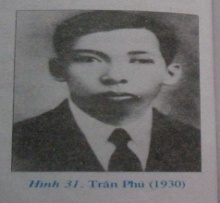 Hình 31. Trần Phú (1930)